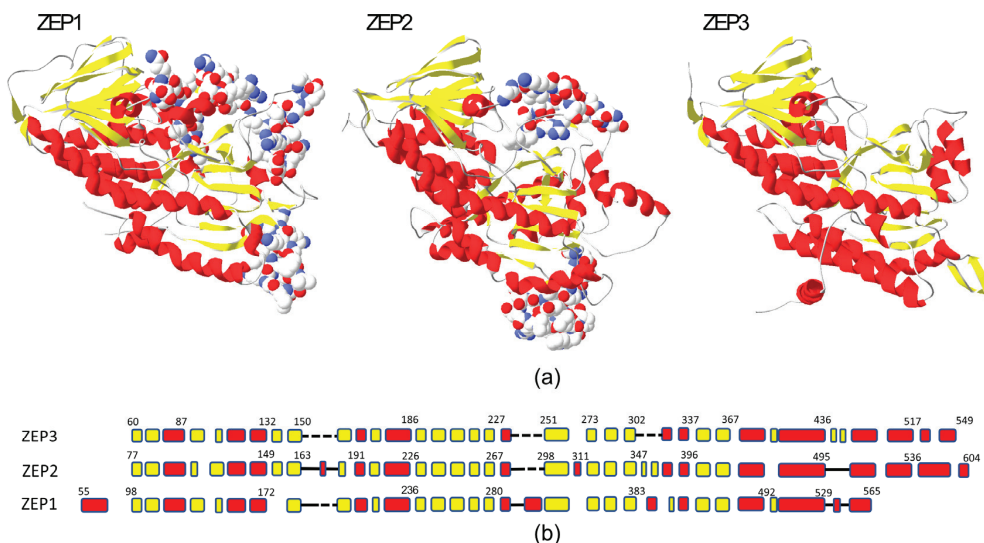 ZEP1 ZEP2 ZEP3
(a)
60 87 132 150 186 227 251 273 302 337 367 436 517 549
ZEP3
77 149 163 191 226 267 298 311 347 396 495 536 604
ZEP2
55 98 172 236 280 383 492 529 565
ZEP1
(b)